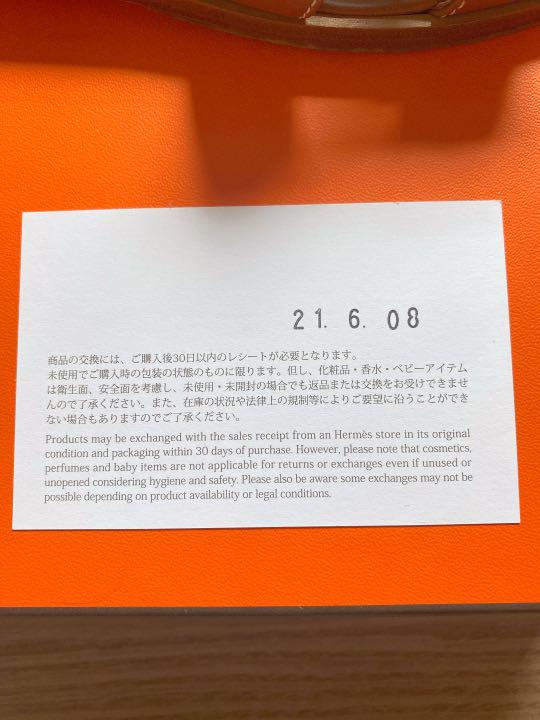 21. 6. 08
商品の交換には、ご購入後30日以内のレシートが必要となります。
未使用でご購入時の包装の状態のものに限ります。但し、化粧品・香水・ベビーアイテム
は衛生面、安全面を考慮し、未使用・未開封の場合でも返品または交換をお受けできませ
んので了承ください。また、在庫の状況や法律上の規制等によりご要望に沿うことができ
ない場合もありますのでご了承ください。
Products may be exchanged with the sales receipt from an Hermès store in its original
condition and packaging within 30 days of purchase. However, please note that cosmetics,
perfumes and baby items are not applicable for returns or exchanges even if unused or
unopened considering hygiene and safety. Please also be aware some exchanges may not be
possible depending on product availability or legal conditions.